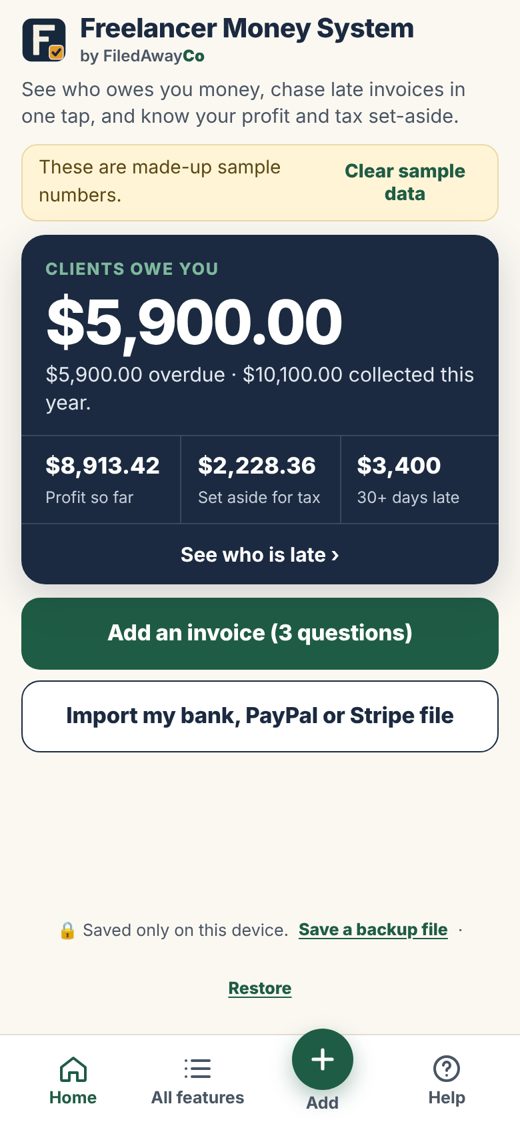 Freelancer Money System
by FiledAwayCo
See who owes you money, chase late invoices in
one tap, and know your profit and tax set-aside.
These are made-up sample
numbers.
Clear sample
data
CLIENTS OWE YOU
$5,900.00
$5,900.00 overdue · $10,100.00 collected this
year.
$8,913.42
Profit so far
$2,228.36
Set aside for tax
$3,400
30+ days late
See who is late ›
Add an invoice (3 questions)
Import my bank, PayPal or Stripe file
🔒 Saved only on this device. Save a backup file ·
Restore
Home
All features
Add
Help